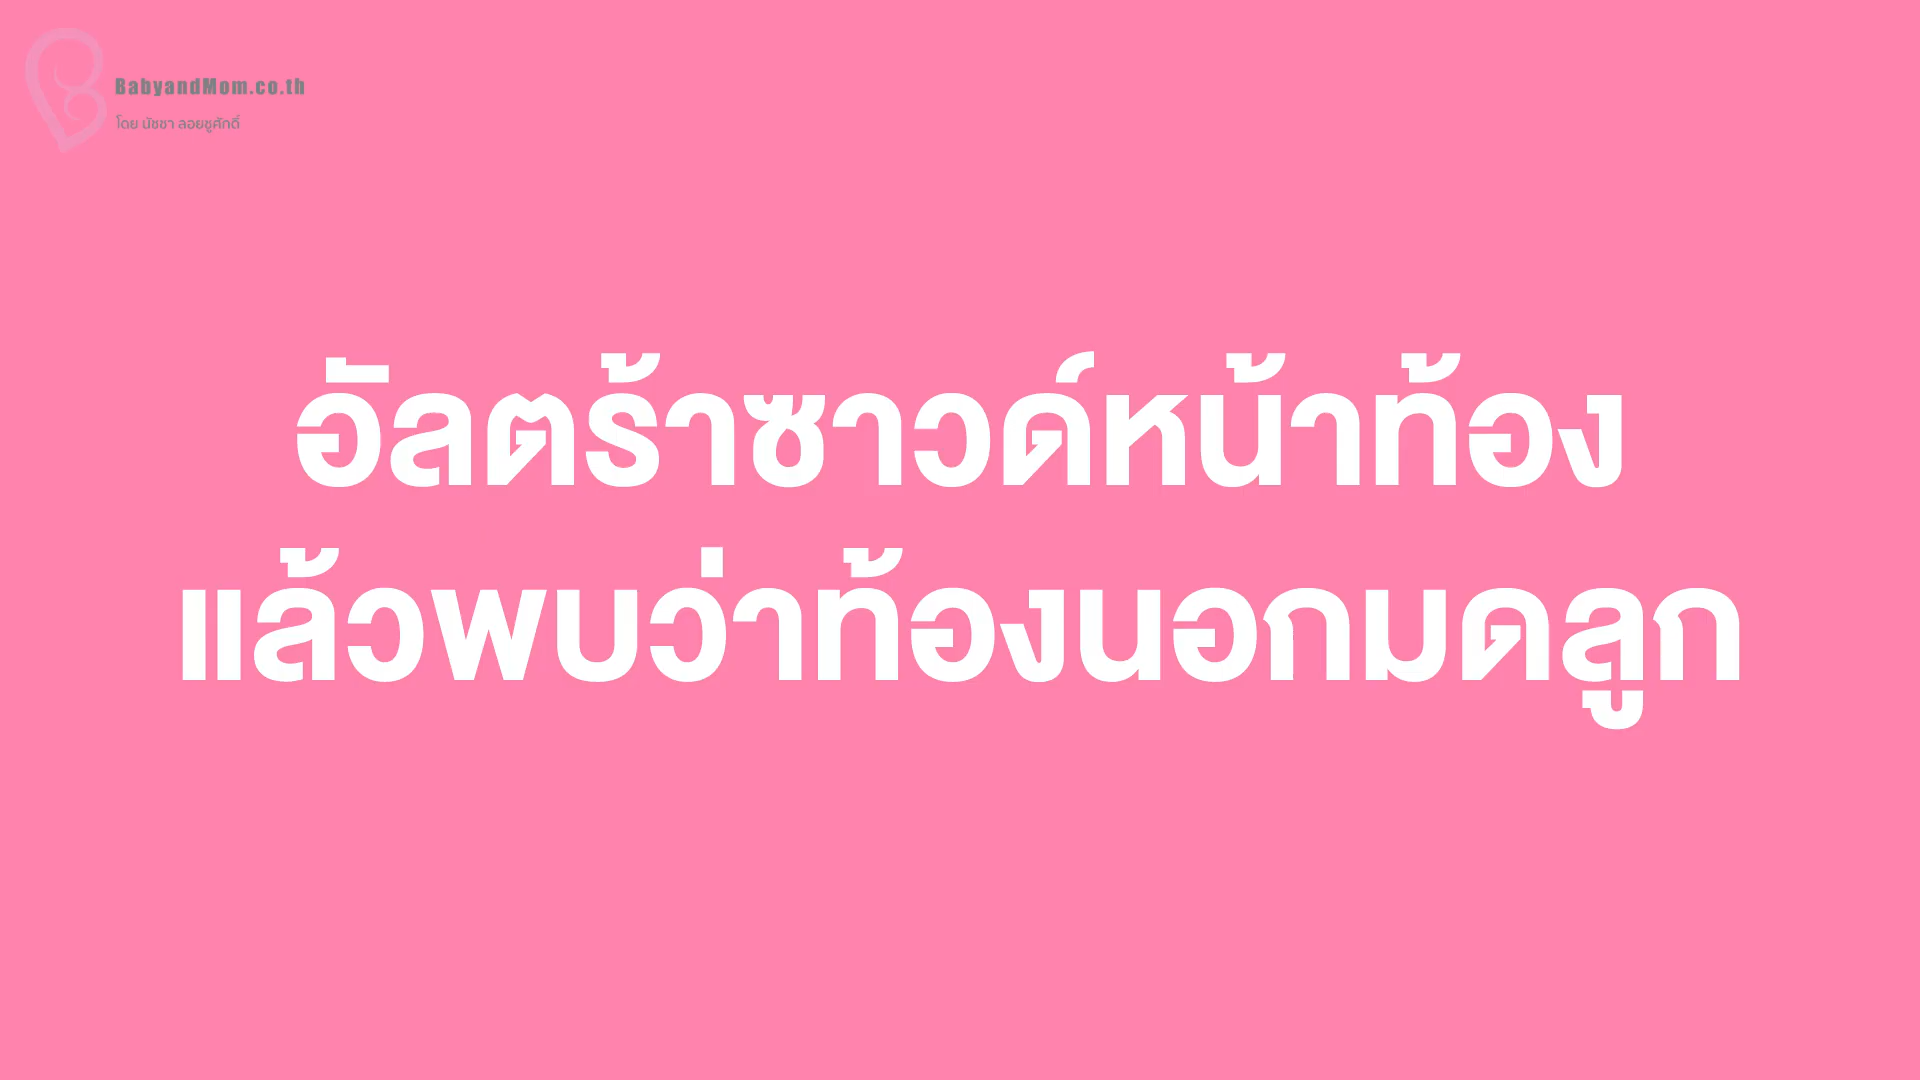 BabyandMom.co.th
โดย นัชชา ลอยชูศักดิ์
อัลตร้าซาวด์หน้าท้อง
แล้วพบว่าท้องนอกมดลูก